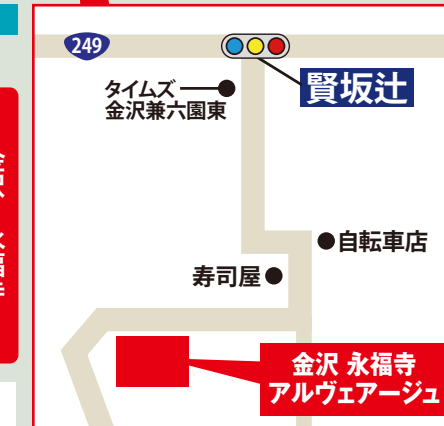 249
賢坂辻
タイムズ
金沢兼六園東
自転車店
寿司屋
金沢 永福寺
アルヴェアージュ